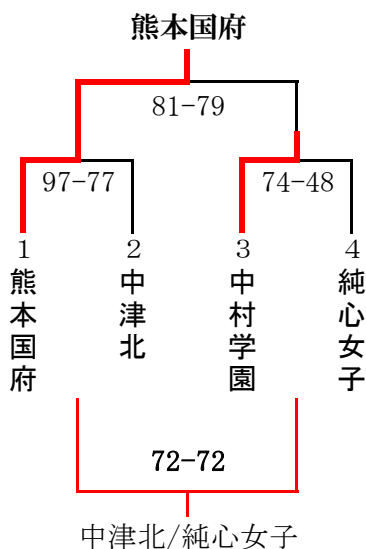 熊本国府
81-79
97-77
74-48
1
2
3
4
熊本国府
中津北
中村学園
純心女子
72-72
中津北/純心女子